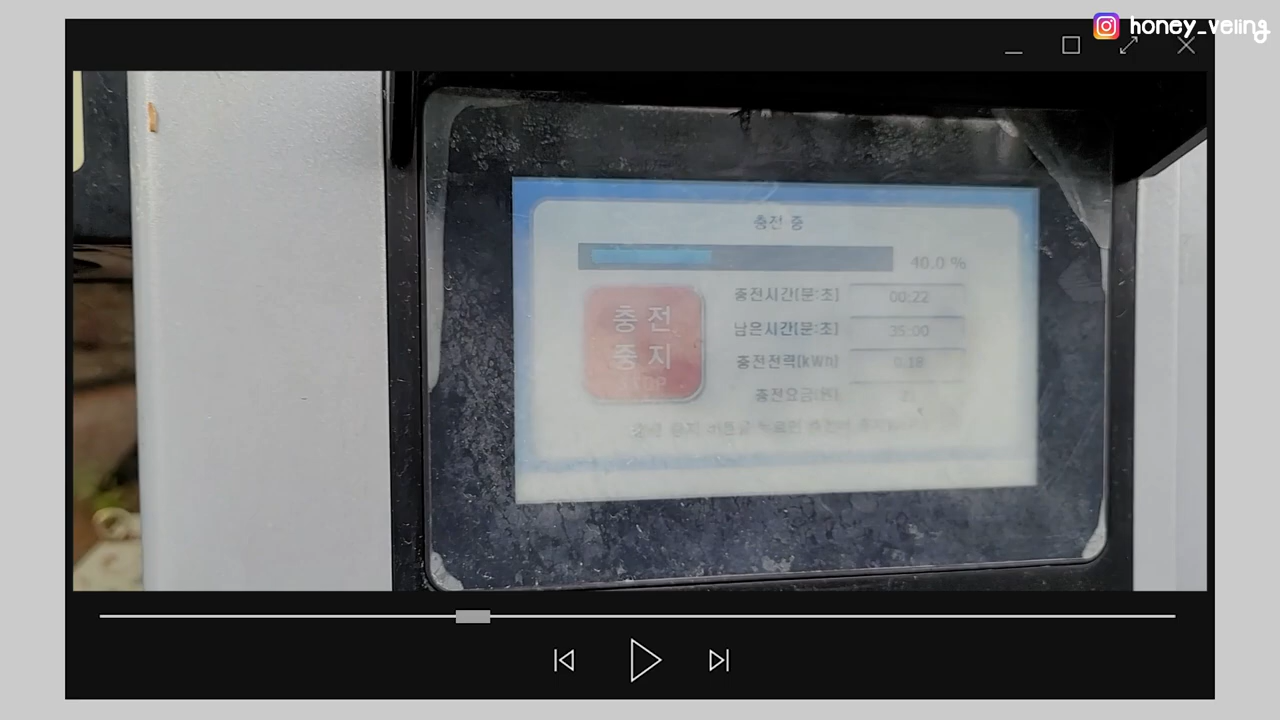 honey_veling
충전 중
40.0 %
충전
중지
STOP
충전시간[분:초] 00:22
남은시간[분:초] 35:00
충전전력[kWh] 0.18
충전요금[원]